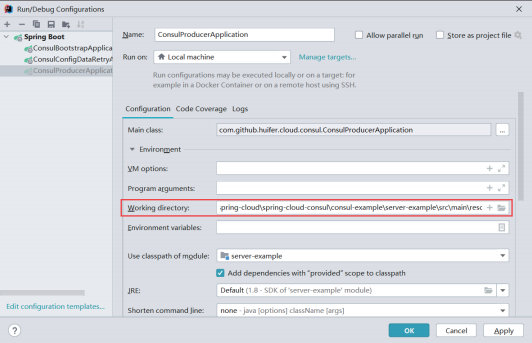 Run/Debug Configurations
Spring Boot
ConsulBootstrapApplica
ConsulConfigDataRetryA
ConsulProducerApplicat
Edit configuration templates...
Name: ConsulProducerApplication
Allow parallel run
Store as project file
Run on: Local machine
Manage targets...
Run configurations may be executed locally or on a target: for
example in a Docker Container or on a remote host using SSH.
Configuration Code Coverage Logs
Main class: com.github.huifer.cloud.consul.ConsulProducerApplication ...
Environment
VM options:
Program arguments:
Working directory: pring-cloud\spring-cloud-consul\consul-example\server-example\src\main\resc
Environment variables:
Use classpath of module: server-example
Add dependencies with "provided" scope to classpath
JRE: Default (1.8 - SDK of 'server-example' module)
Shorten command line: none - java [options] className [args]
?
OK Cancel Apply